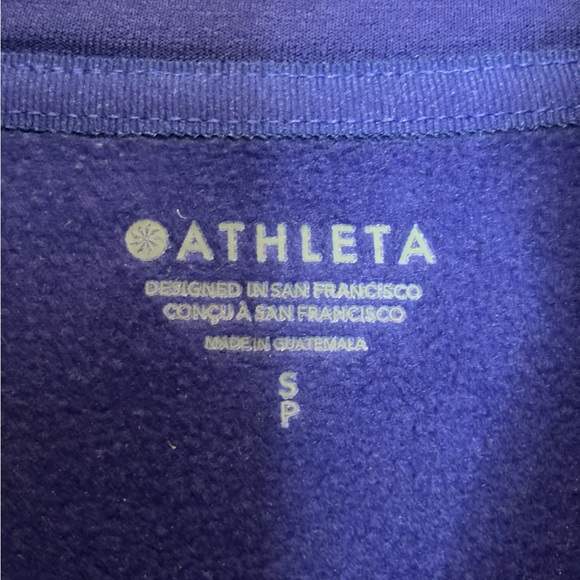 ATHLETA
DESIGNED IN SAN FRANCISCO
CONÇU À SAN FRANCISCO
MADE IN GUATEMALA
S
P